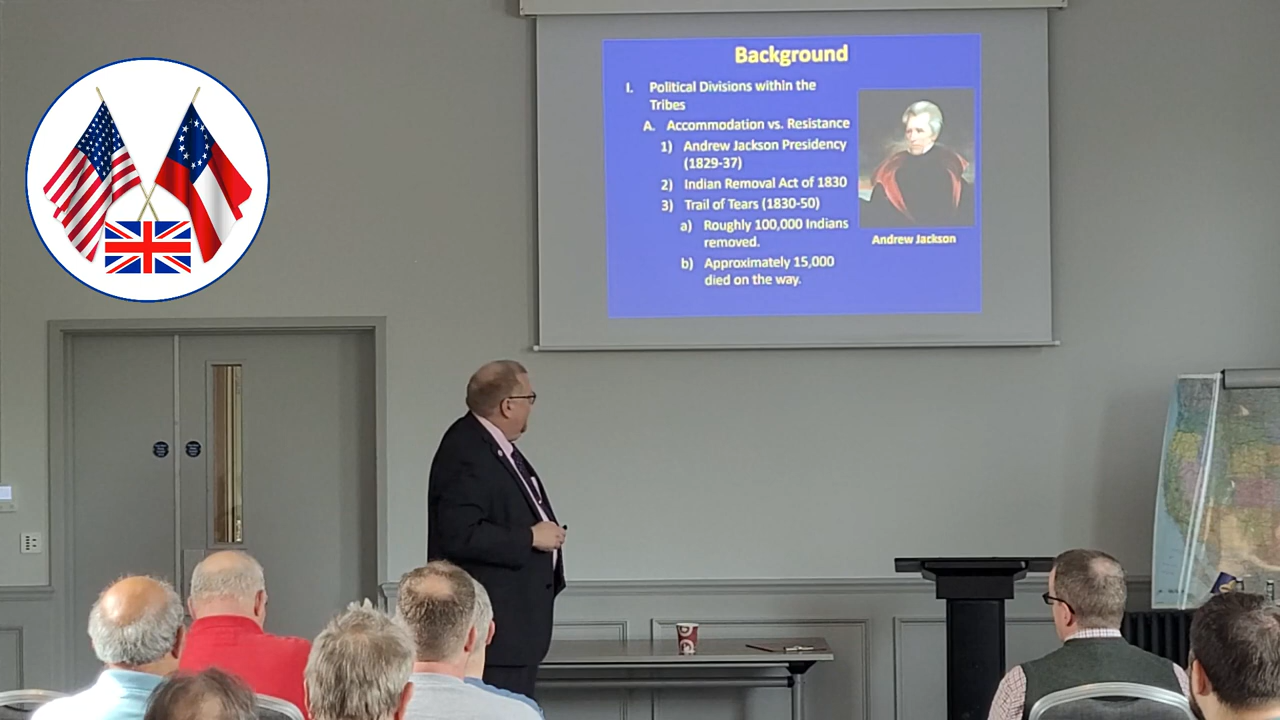 Background
I. Political Divisions within the
Tribes
A. Accommodation vs. Resistance
1) Andrew Jackson Presidency
(1829-37)
2) Indian Removal Act of 1830
3) Trail of Tears (1830-50)
a) Roughly 100,000 Indians
removed.
b) Approximately 15,000
died on the way.
Andrew Jackson